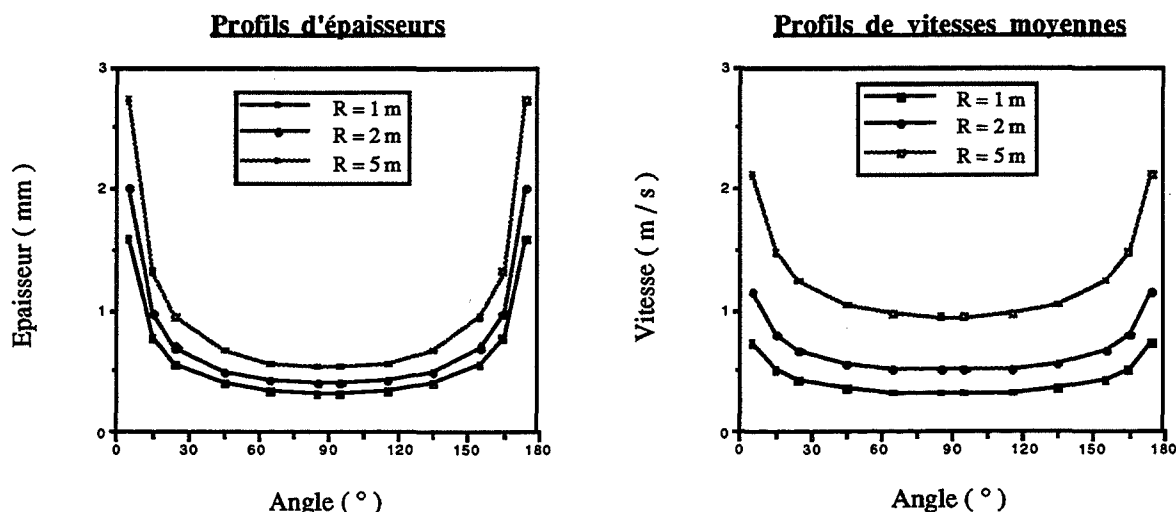 Profils d'épaisseurs
3
2
1
0
0
30
60
90
120
150
180
R = 1 m
R = 2 m
R = 5 m
Epaisseur ( mm )
Angle ( ° )
Profils de vitesses moyennes
3
2
1
0
0
30
60
90
120
150
180
R = 1 m
R = 2 m
R = 5 m
Vitesse ( m / s )
Angle ( ° )